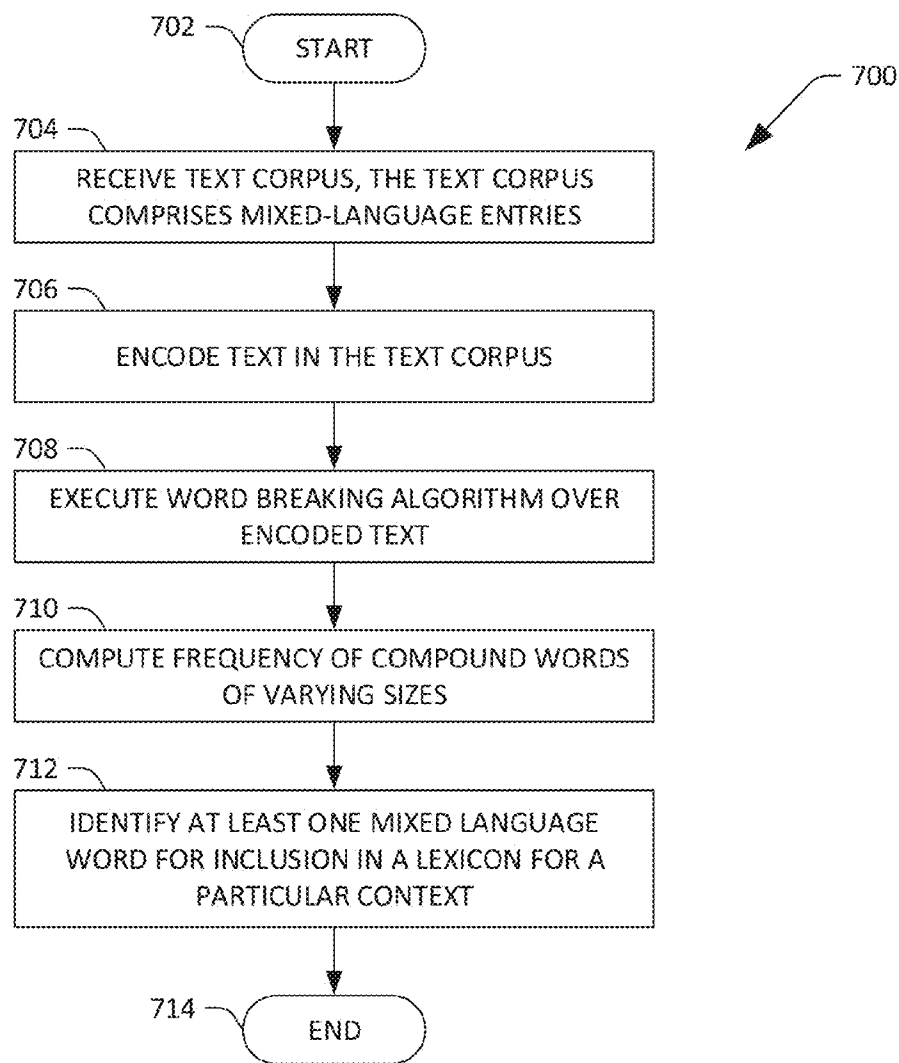 702
START
700
704
RECEIVE TEXT CORPUS, THE TEXT CORPUS
COMPRISES MIXED-LANGUAGE ENTRIES
706
ENCODE TEXT IN THE TEXT CORPUS
708
EXECUTE WORD BREAKING ALGORITHM OVER
ENCODED TEXT
710
COMPUTE FREQUENCY OF COMPOUND WORDS
OF VARYING SIZES
712
IDENTIFY AT LEAST ONE MIXED LANGUAGE
WORD FOR INCLUSION IN A LEXICON FOR A
PARTICULAR CONTEXT
714
END